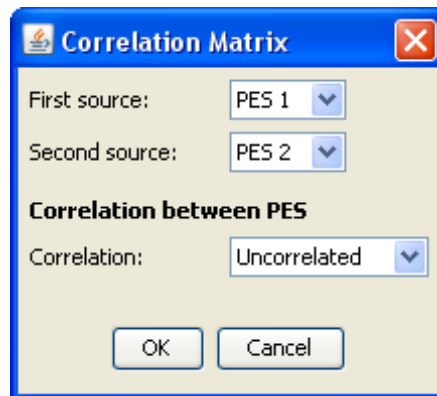 Correlation Matrix
First source: PES 1
Second source: PES 2
Correlation between PES
Correlation: Uncorrelated
OK Cancel